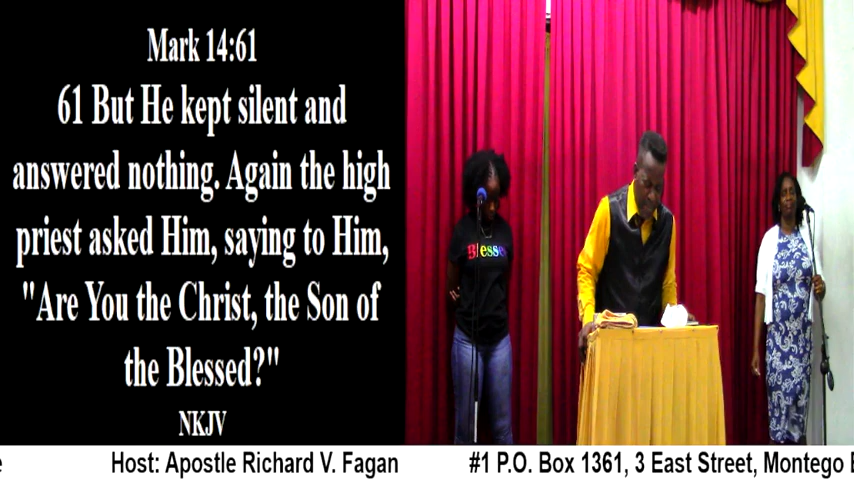 Mark 14:61
61 But He kept silent and
answered nothing. Again the high
priest asked Him, saying to Him,
"Are You the Christ, the Son of
the Blessed?"
NKJV
Blesse
e Host: Apostle Richard V. Fagan #1 P.O. Box 1361, 3 East Street, Montego